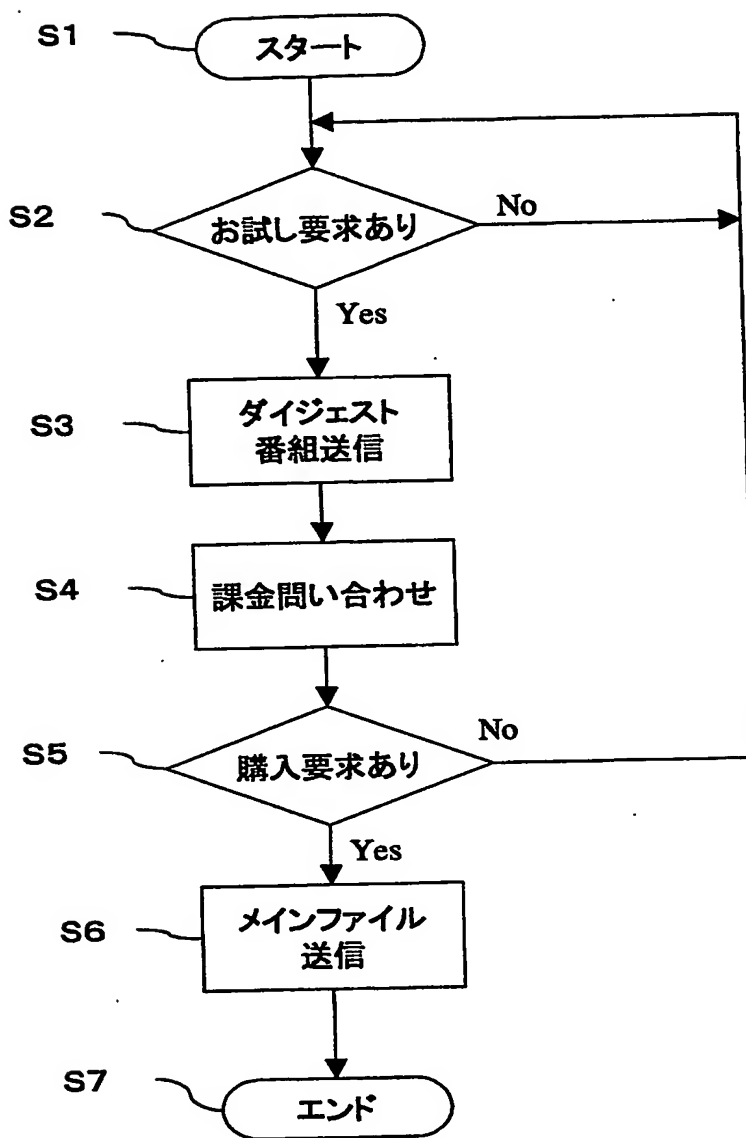 S1
スタート
S2
お試し要求あり
No
Yes
S3
ダイジェスト
番組送信
S4
課金問い合わせ
S5
購入要求あり
No
Yes
S6
メインファイル
送信
S7
エンド